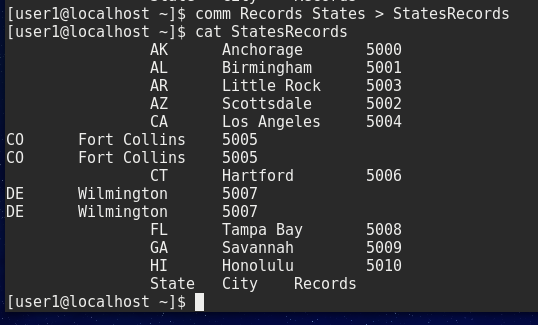 [user1@localhost ~]$ comm Records States > StatesRecords
[user1@localhost ~]$ cat StatesRecords
AK Anchorage 5000
AL Birmingham 5001
AR Little Rock 5003
AZ Scottsdale 5002
CA Los Angeles 5004
CO Fort Collins 5005
CO Fort Collins 5005
CT Hartford 5006
DE Wilmington 5007
DE Wilmington 5007
FL Tampa Bay 5008
GA Savannah 5009
HI Honolulu 5010
State City Records
[user1@localhost ~]$